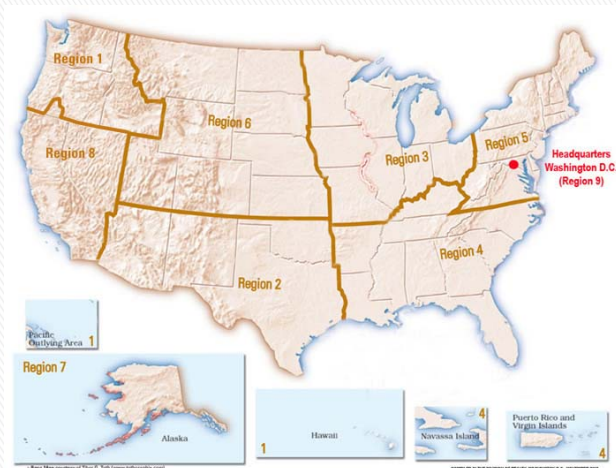 Region 1
Region 6
Region 8
Region 3
Region 5
Headquarters
Washington D.C.
(Region 9)
Region 4
Region 2
Pacific
Outlying Area
1
Region 7
Alaska
1
Hawaii
4
Navassa Island
Puerto Rico and
Virgin Islands
4